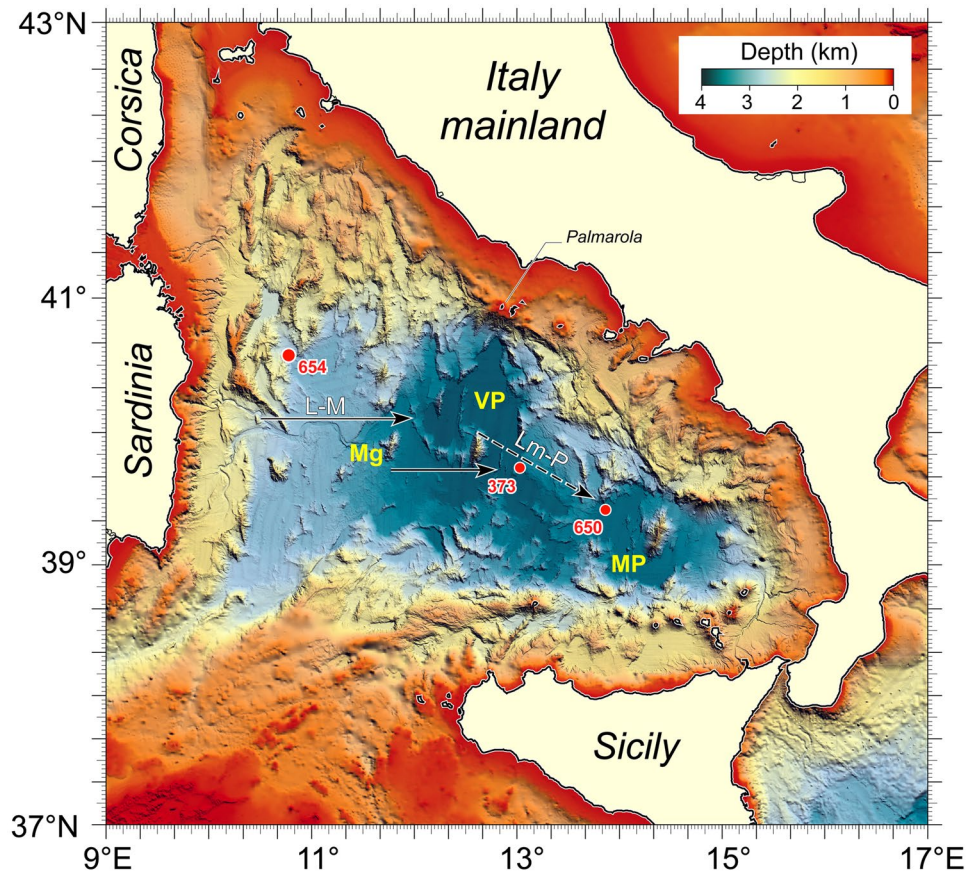 43°N
41°
39°
37°N
9°E
11°
13°
15°
17°E
Depth (km)
4
3
2
1
0
Corsica
Italy
mainland
Palmarola
Sardinia
654
L-M
VP
Mg
Lm-P
373
650
MP
Sicily